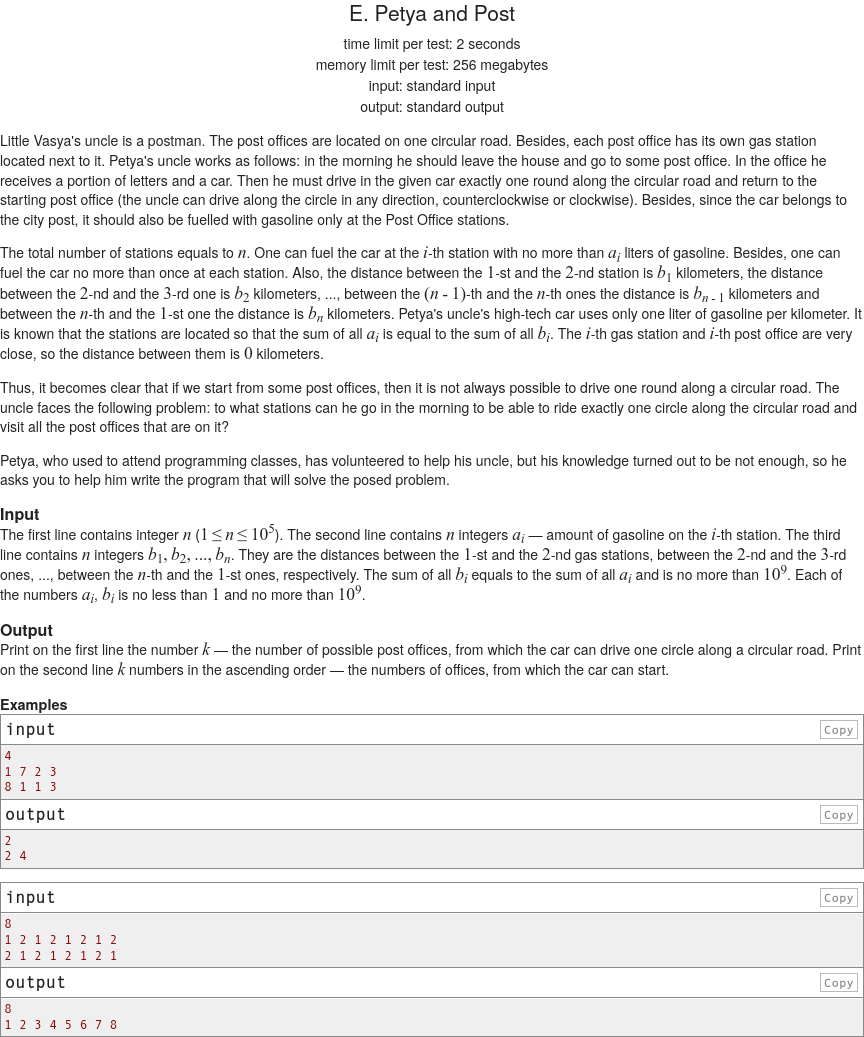 E. Petya and Post
time limit per test: 2 seconds
memory limit per test: 256 megabytes
input: standard input
output: standard output
Little Vasya's uncle is a postman. The post offices are located on one circular road. Besides, each post office has its own gas station
located next to it. Petya's uncle works as follows: in the morning he should leave the house and go to some post office. In the office he
receives a portion of letters and a car. Then he must drive in the given car exactly one round along the circular road and return to the
starting post office (the uncle can drive along the circle in any direction, counterclockwise or clockwise). Besides, since the car belongs to
the city post, it should also be fuelled with gasoline only at the Post Office stations.
The total number of stations equals to n. One can fuel the car at the i-th station with no more than a_i liters of gasoline. Besides, one can
fuel the car no more than once at each station. Also, the distance between the 1-st and the 2-nd station is b_1 kilometers, the distance
between the 2-nd and the 3-rd one is b_2 kilometers, ..., between the (n - 1)-th and the n-th ones the distance is b_{n - 1} kilometers and
between the n-th and the 1-st one the distance is b_n kilometers. Petya's uncle's high-tech car uses only one liter of gasoline per kilometer. It
is known that the stations are located so that the sum of all a_i is equal to the sum of all b_i. The i-th gas station and i-th post office are very
close, so the distance between them is 0 kilometers.
Thus, it becomes clear that if we start from some post offices, then it is not always possible to drive one round along a circular road. The
uncle faces the following problem: to what stations can he go in the morning to be able to ride exactly one circle along the circular road and
visit all the post offices that are on it?
Petya, who used to attend programming classes, has volunteered to help his uncle, but his knowledge turned out to be not enough, so he
asks you to help him write the program that will solve the posed problem.
Input
The first line contains integer n (1 ≤ n ≤ 10^5). The second line contains n integers a_i — amount of gasoline on the i-th station. The third
line contains n integers b_1, b_2, ..., b_n. They are the distances between the 1-st and the 2-nd gas stations, between the 2-nd and the 3-rd
ones, ..., between the n-th and the 1-st ones, respectively. The sum of all b_i equals to the sum of all a_i and is no more than 10^9. Each of
the numbers a_i, b_i is no less than 1 and no more than 10^9.
Output
Print on the first line the number k — the number of possible post offices, from which the car can drive one circle along a circular road. Print
on the second line k numbers in the ascending order — the numbers of offices, from which the car can start.
Examples
input Copy
4
1 7 2 3
8 1 1 3
output Copy
2
2 4
input Copy
8
1 2 1 2 1 2 1 2
2 1 2 1 2 1 2 1
output Copy
8
1 2 3 4 5 6 7 8